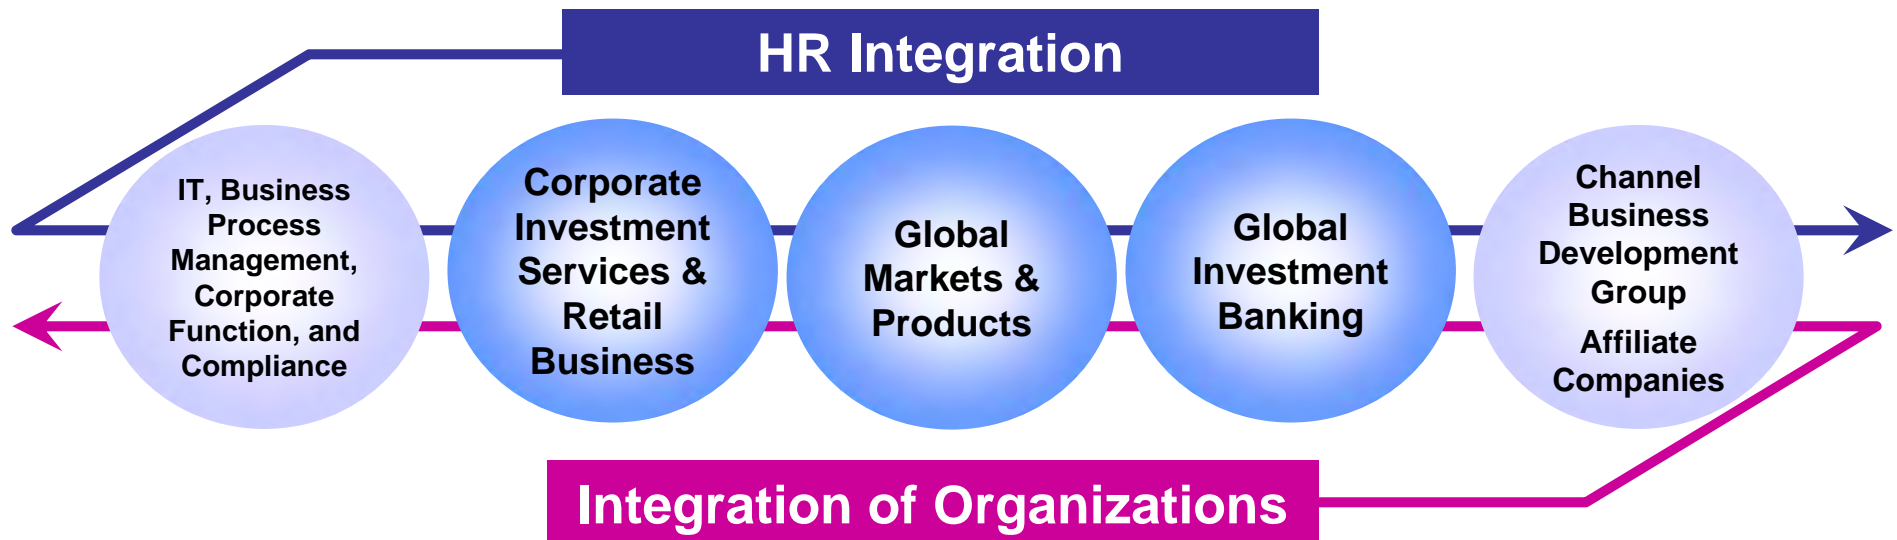 HR Integration
IT, Business
Process
Management,
Corporate
Function, and
Compliance
Corporate
Investment
Services &
Retail
Business
Global
Markets &
Products
Global
Investment
Banking
Channel
Business
Development
Group
Affiliate
Companies
Integration of Organizations